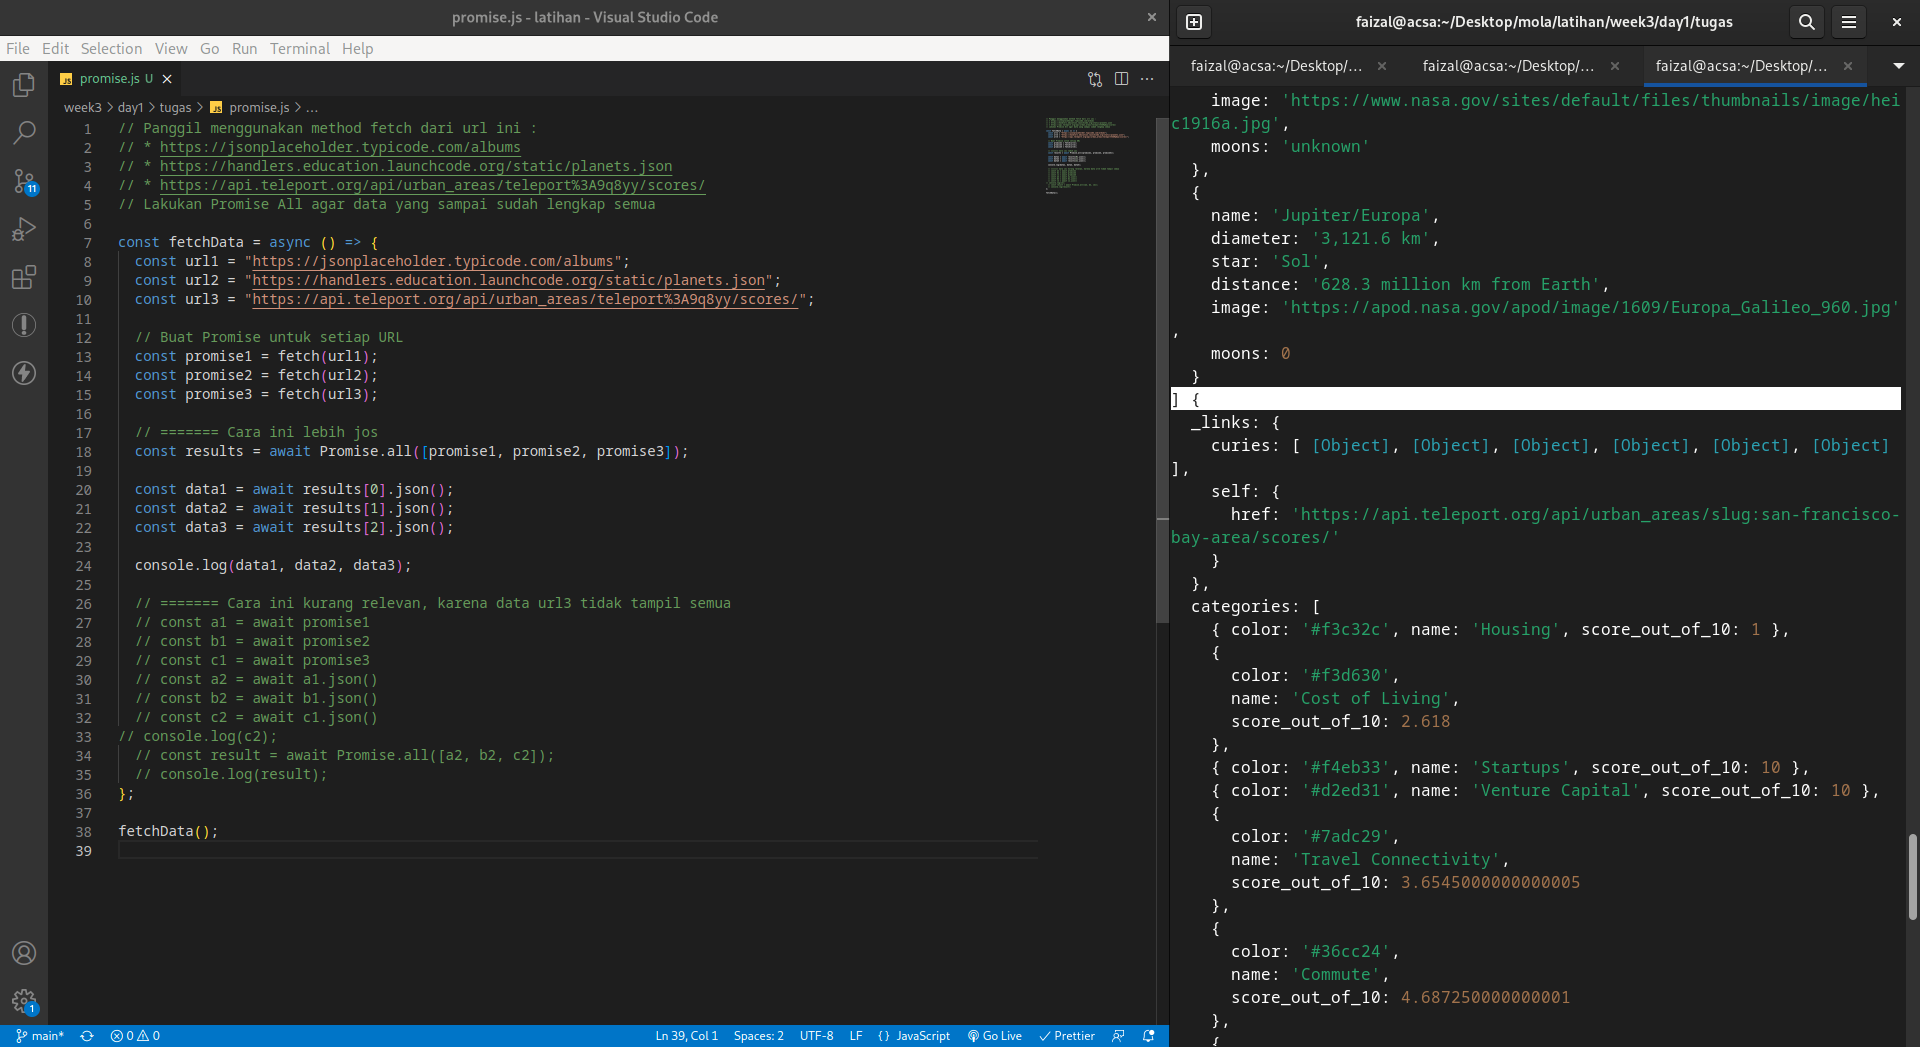 promise.js - latihan - Visual Studio Code
File Edit Selection View Go Run Terminal Help
promise.js U
week3 > day1 > tugas > JS promise.js > ...
1 // Panggil menggunakan method fetch dari url ini :
2 // * https://jsonplaceholder.typicode.com/albums
3 // * https://handlers.education.launchcode.org/static/planets.json
4 // * https://api.teleport.org/api/urban_areas/teleport%3A9q8yy/scores/
5 // Lakukan Promise All agar data yang sampai sudah lengkap semua
6
7 const fetchData = async () => {
8 const url1 = "https://jsonplaceholder.typicode.com/albums";
9 const url2 = "https://handlers.education.launchcode.org/static/planets.json";
10 const url3 = "https://api.teleport.org/api/urban_areas/teleport%3A9q8yy/scores/";
11
12 // Buat Promise untuk setiap URL
13 const promise1 = fetch(url1);
14 const promise2 = fetch(url2);
15 const promise3 = fetch(url3);
16
17 // ======= Cara ini lebih jos
18 const results = await Promise.all([promise1, promise2, promise3]);
19
20 const data1 = await results[0].json();
21 const data2 = await results[1].json();
22 const data3 = await results[2].json();
23
24 console.log(data1, data2, data3);
25
26 // ======= Cara ini kurang relevan, karena data url3 tidak tampil semua
27 // const a1 = await promise1
28 // const b1 = await promise2
29 // const c1 = await promise3
30 // const a2 = await a1.json()
31 // const b2 = await b1.json()
32 // const c2 = await c1.json()
33 // console.log(c2);
34 // const result = await Promise.all([a2, b2, c2]);
35 // console.log(result);
36 };
37
38 fetchData();
39
11
1
main* 0 0 Ln 39, Col 1 Spaces: 2 UTF-8 LF {} JavaScript Go Live Prettier
faizal@acsa:~/Desktop/mola/latihan/week3/day1/tugas
faizal@acsa:~/Desktop/... faizal@acsa:~/Desktop/... faizal@acsa:~/Desktop/...
image: 'https://www.nasa.gov/sites/default/files/thumbnails/image/hei
c1916a.jpg',
moons: 'unknown'
},
{
name: 'Jupiter/Europa',
diameter: '3,121.6 km',
star: 'Sol',
distance: '628.3 million km from Earth',
image: 'https://apod.nasa.gov/apod/image/1609/Europa_Galileo_960.jpg'
,
moons: 0
}
] {
_links: {
curies: [ [Object], [Object], [Object], [Object], [Object], [Object]
],
self: {
href: 'https://api.teleport.org/api/urban_areas/slug:san-francisco-
bay-area/scores/'
}
},
categories: [
{ color: '#f3c32c', name: 'Housing', score_out_of_10: 1 },
{
color: '#f3d630',
name: 'Cost of Living',
score_out_of_10: 2.618
},
{ color: '#f4eb33', name: 'Startups', score_out_of_10: 10 },
{ color: '#d2ed31', name: 'Venture Capital', score_out_of_10: 10 },
{
color: '#7adc29',
name: 'Travel Connectivity',
score_out_of_10: 3.6545000000000005
},
{
color: '#36cc24',
name: 'Commute',
score_out_of_10: 4.687250000000001
},
{